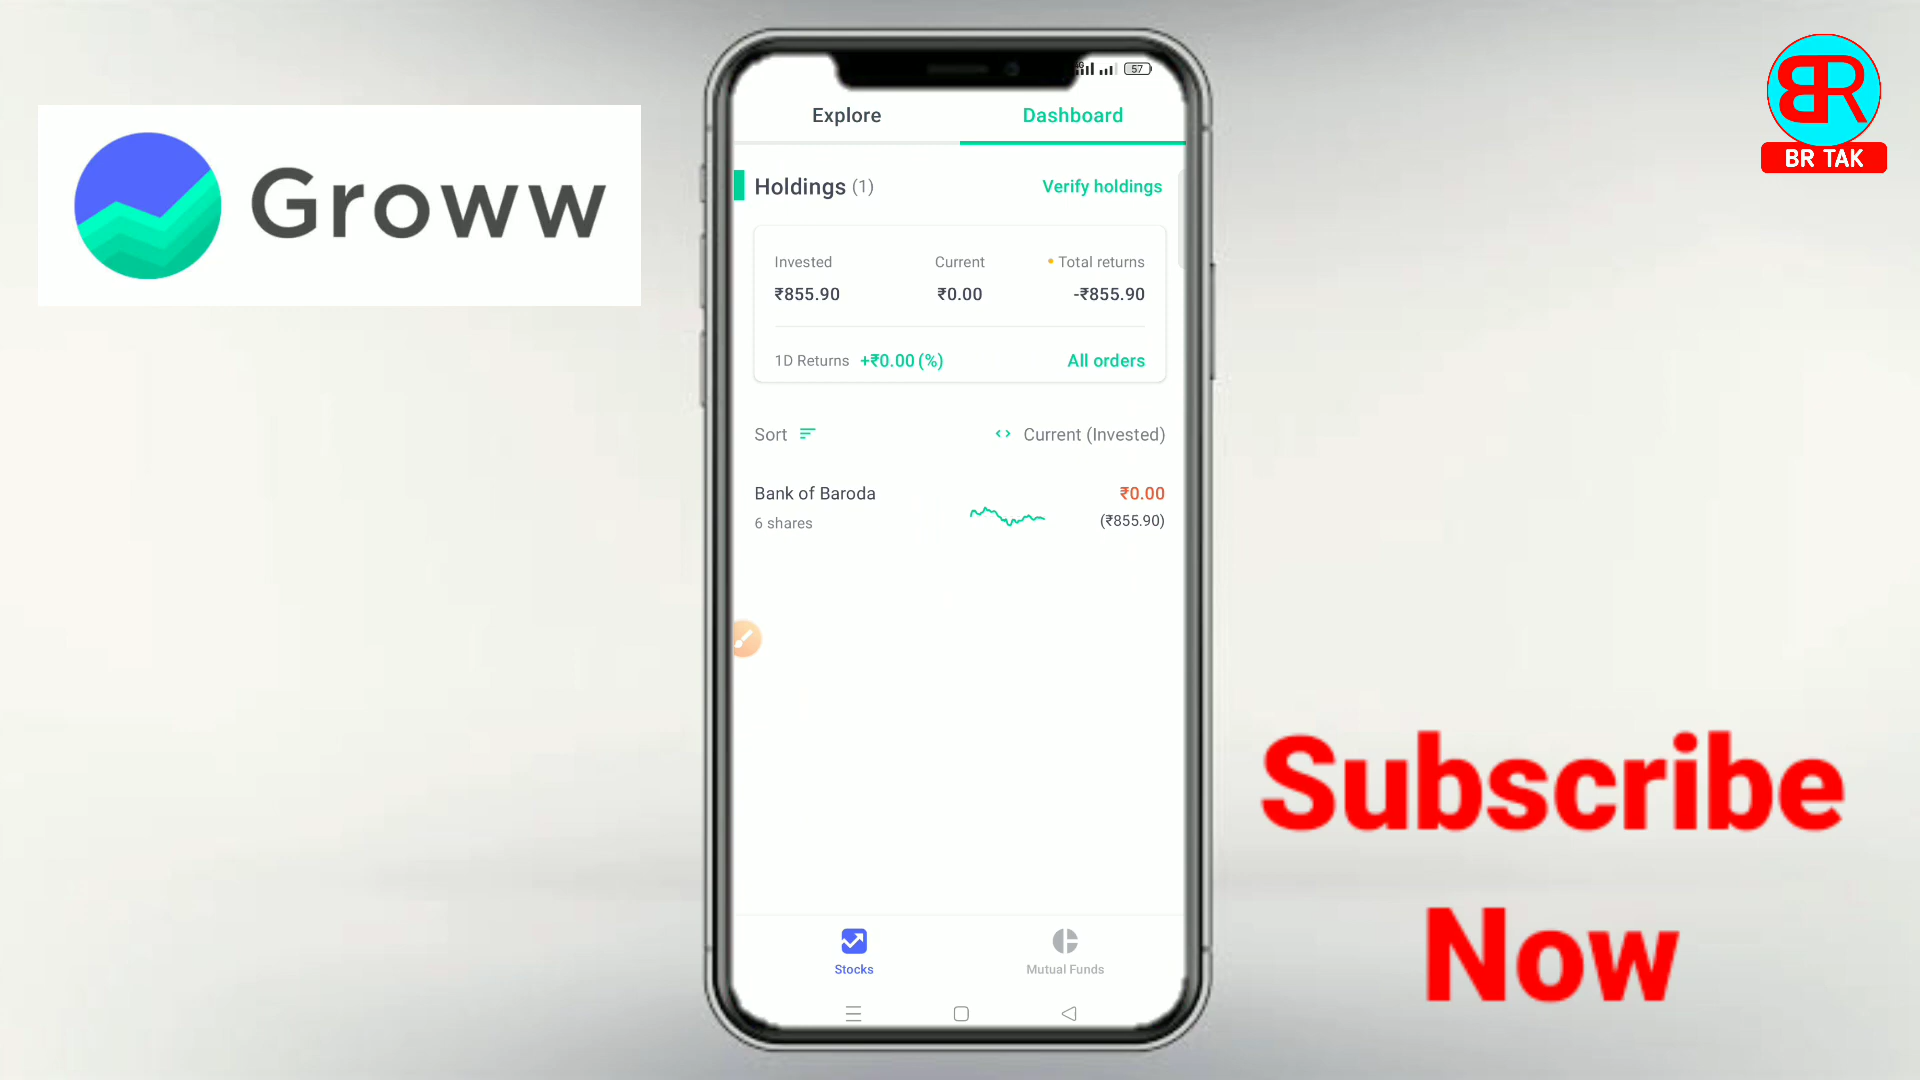 Groww
57
Explore
Dashboard
Holdings (1)
Verify holdings
Invested
Current
Total returns
₹855.90
₹0.00
-₹855.90
1D Returns +₹0.00 (%)
All orders
Sort
Current (Invested)
Bank of Baroda
₹0.00
6 shares
(₹855.90)
Stocks
Mutual Funds
BR
BR TAK
Subscribe
Now